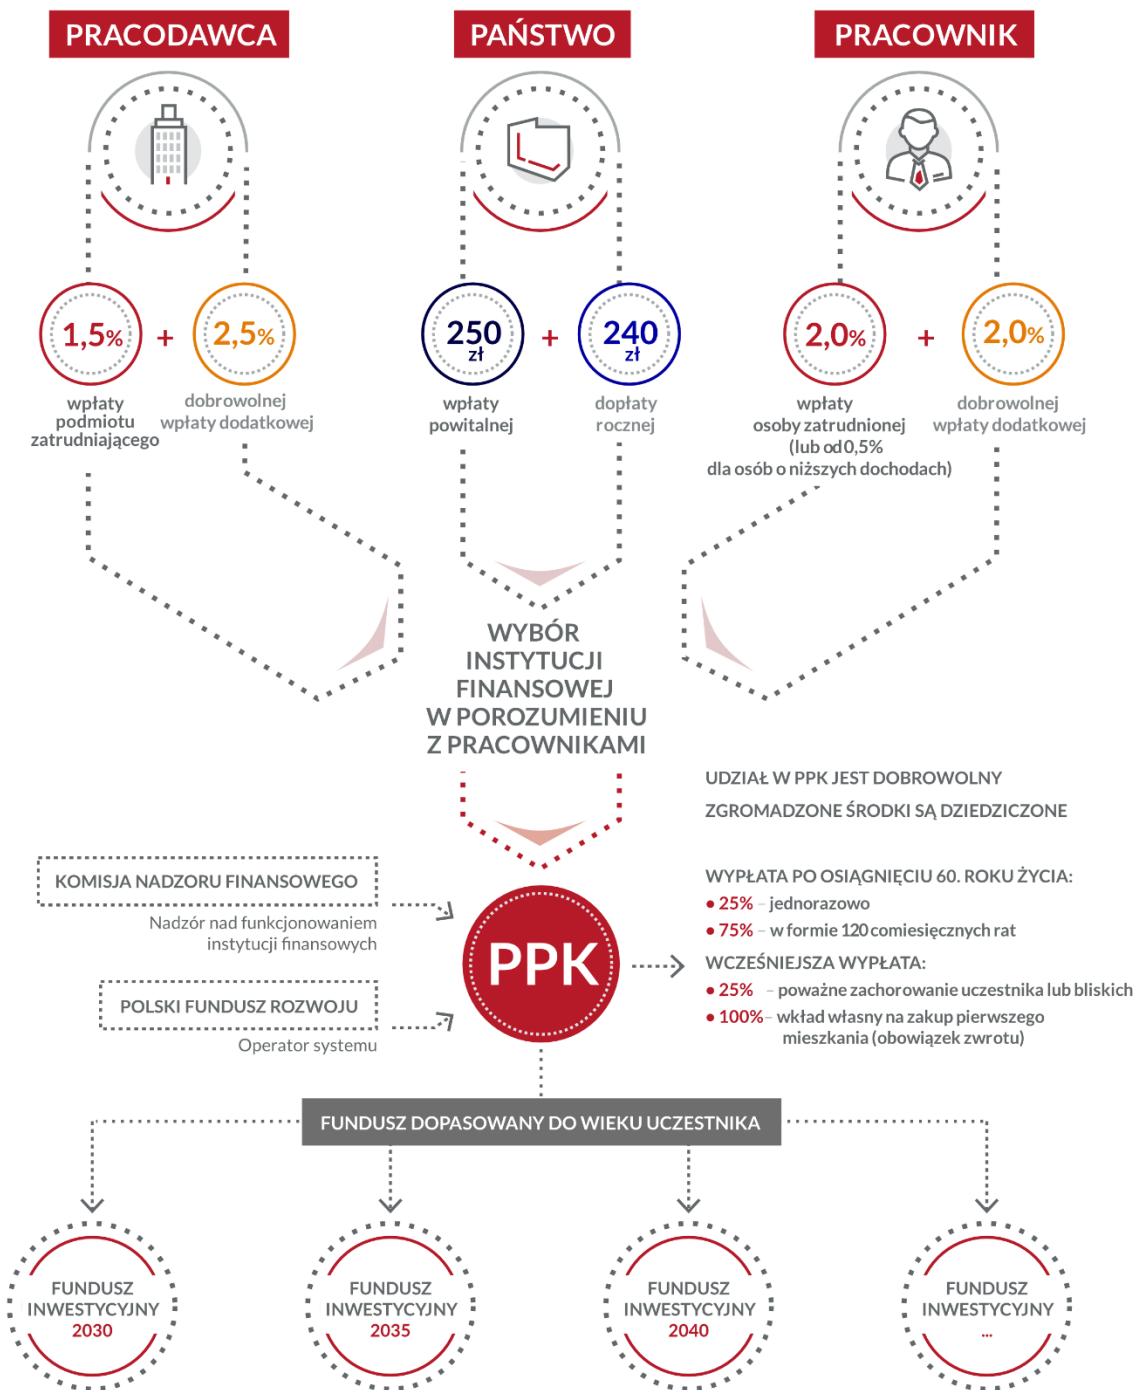 PRACODAWCA
PAŃSTWO
PRACOWNIK
1,5%
+
2,5%
250
zł
+
240
zł
2,0%
+
2,0%
wpłaty
podmiotu
zatrudniającego
dobrowolnej
wpłaty dodatkowej
wpłaty
powitalnej
dopłaty
rocznej
wpłaty
osoby zatrudnionej
(lub od 0,5%
dla osób o niższych dochodach)
dobrowolnej
wpłaty dodatkowej
WYBÓR
INSTYTUCJI
FINANSOWEJ
W POROZUMIENIU
Z PRACOWNIKAMI
UDZIAŁ W PPK JEST DOBROWOLNY
ZGROMADZONE ŚRODKI SĄ DZIEDZICZONE
KOMISJA NADZORU FINANSOWEGO
Nadzór nad funkcjonowaniem
instytucji finansowych
POLSKI FUNDUSZ ROZWOJU
Operator systemu
PPK
WYPŁATA PO OSIĄGNIĘCIU 60. ROKU ŻYCIA:
• 25% – jednorazowo
• 75% – w formie 120 comiesięcznych rat
WCZEŚNIEJSZA WYPŁATA:
• 25% – poważne zachorowanie uczestnika lub bliskich
• 100% – wkład własny na zakup pierwszego
mieszkania (obowiązek zwrotu)
FUNDUSZ DOPASOWANY DO WIEKU UCZESTNIKA
FUNDUSZ
INWESTYCYJNY
2030
FUNDUSZ
INWESTYCYJNY
2035
FUNDUSZ
INWESTYCYJNY
2040
FUNDUSZ
INWESTYCYJNY
...